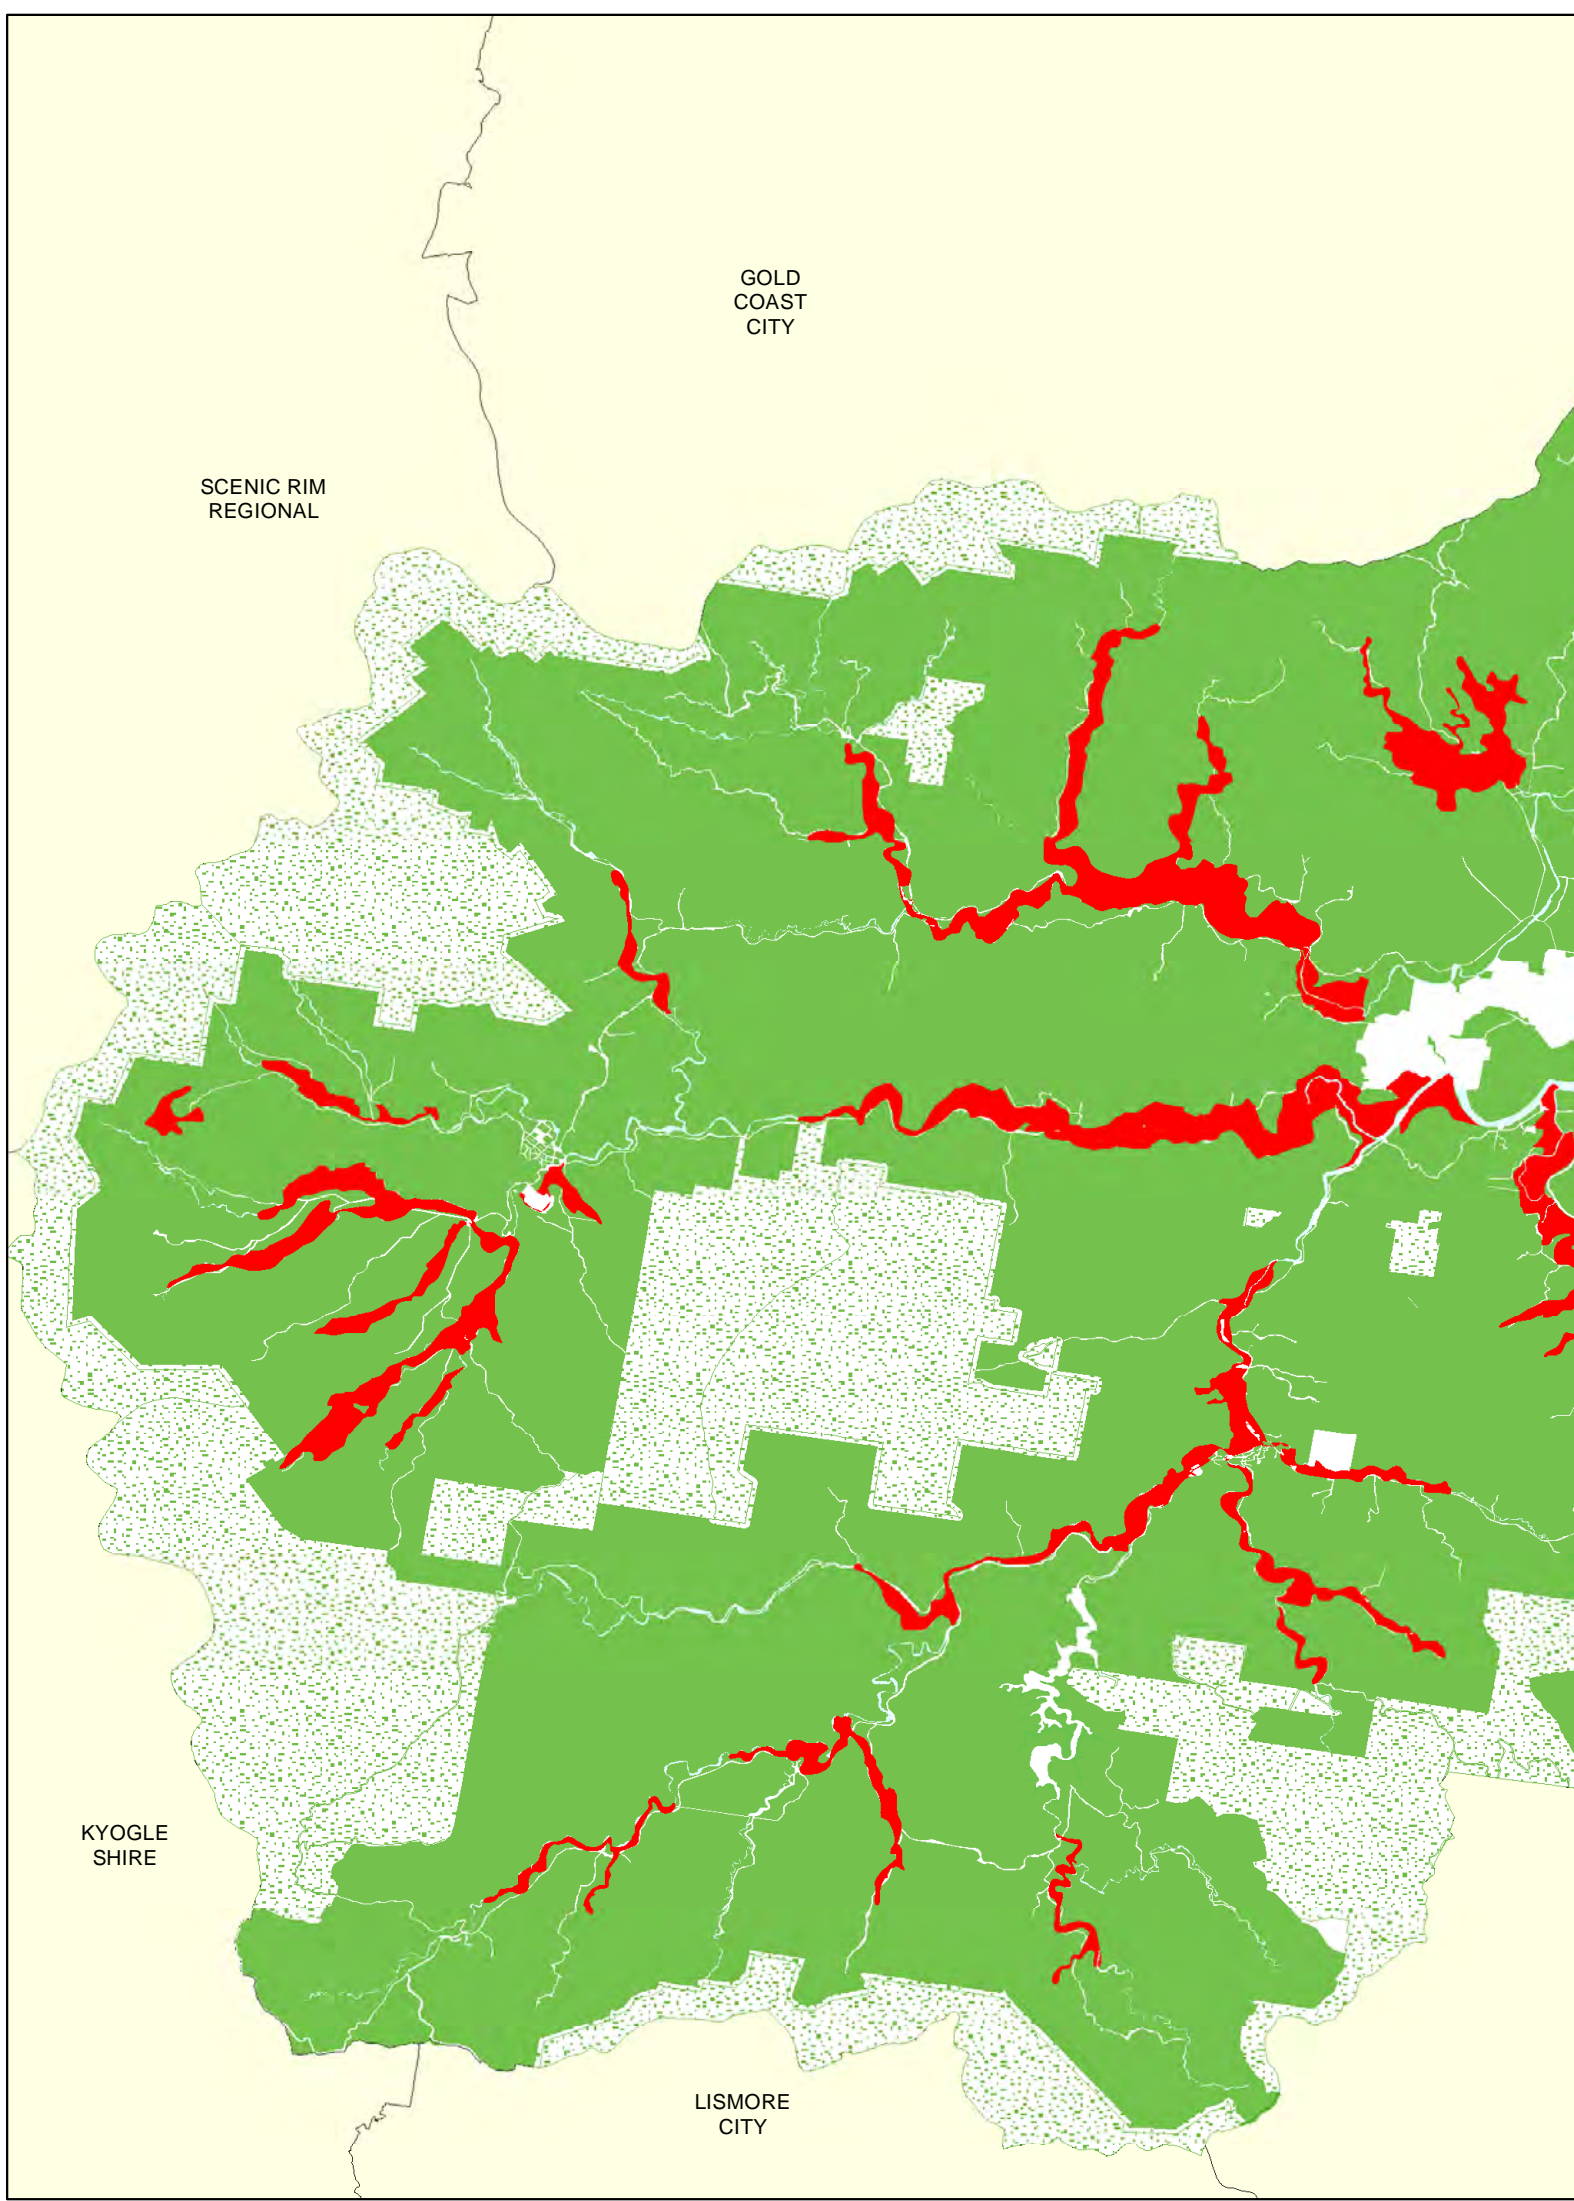 GOLD
COAST
CITY
SCENIC RIM
REGIONAL
KYOGLE
SHIRE
LISMORE
CITY